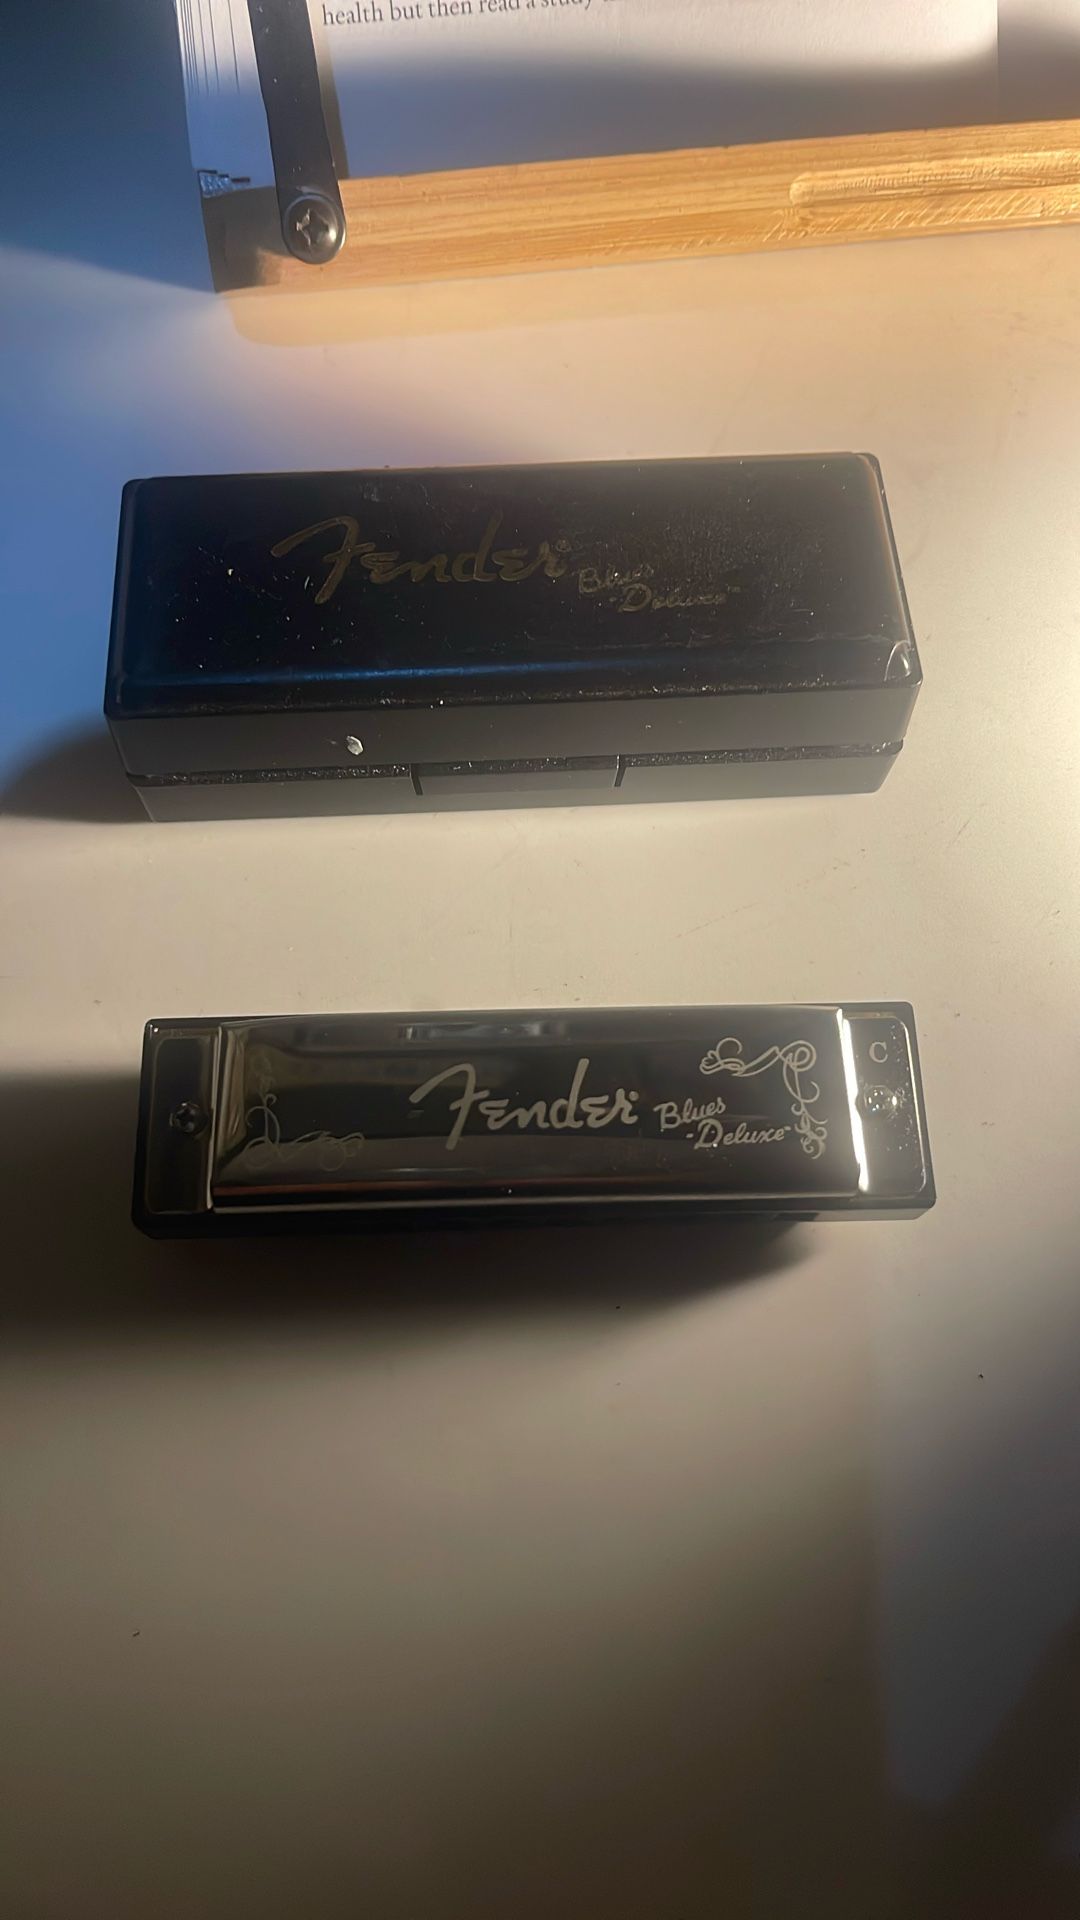 health but then read a study
Fender®
Blues
-Deluxe-
C
Fender®
Blues
-Deluxe-